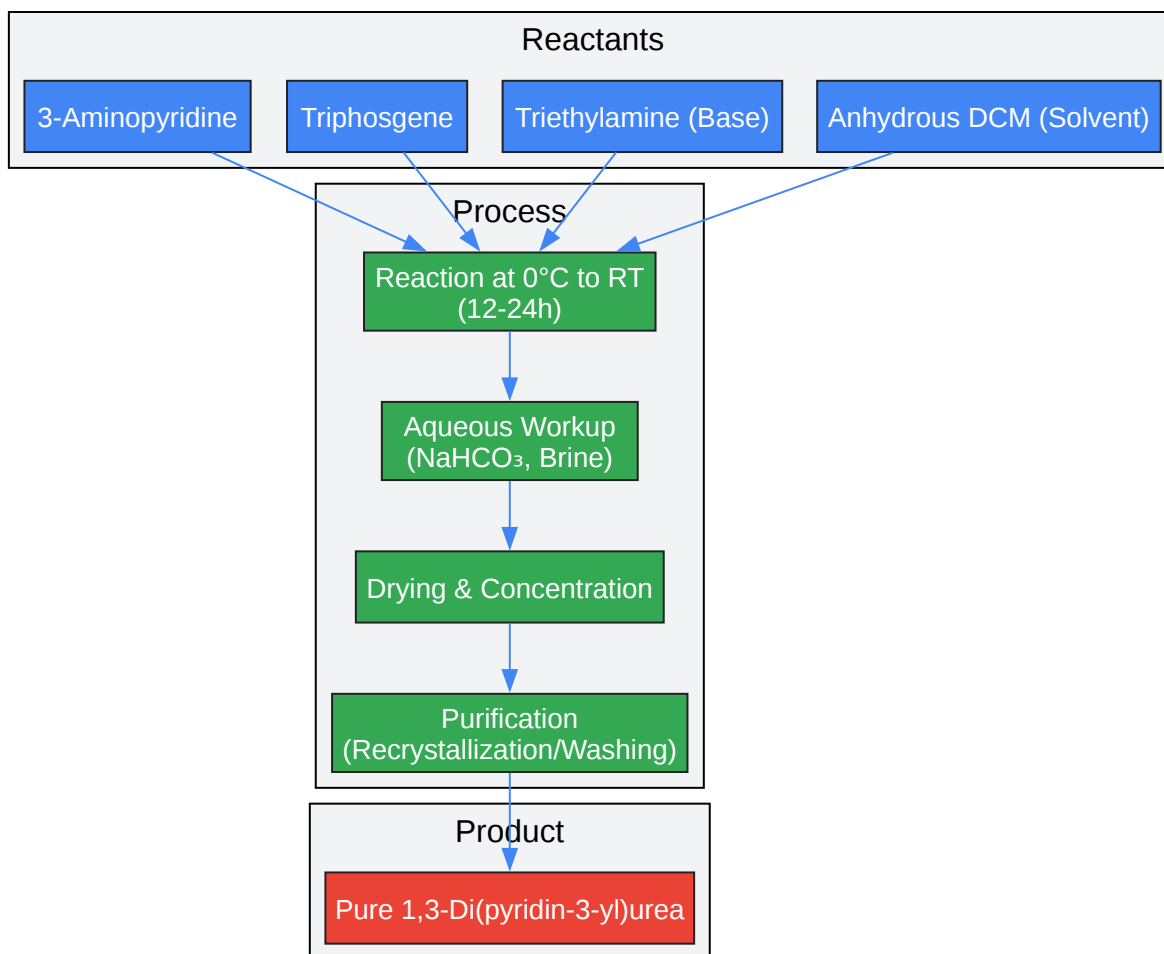 Reactants
3-Aminopyridine
Triphosgene
Triethylamine (Base)
Anhydrous DCM (Solvent)
Process
Reaction at 0°C to RT
(12-24h)
Aqueous Workup
(NaHCO₃, Brine)
Drying & Concentration
Purification
(Recrystallization/Washing)
Product
Pure 1,3-Di(pyridin-3-yl)urea